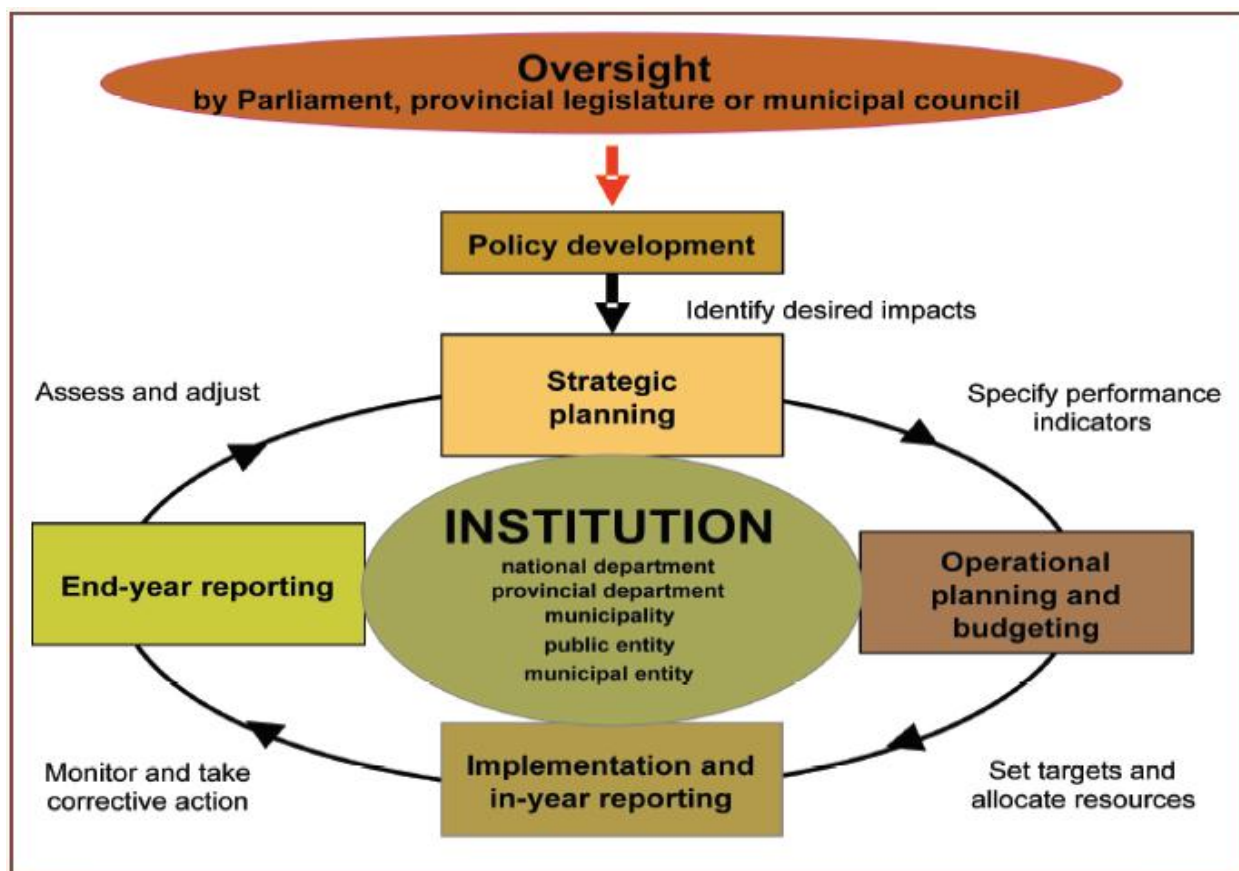 Oversight
by Parliament, provincial legislature or municipal council
Policy development
Identify desired impacts
Strategic
planning
Assess and adjust
Specify performance
indicators
INSTITUTION
national department
provincial department
municipality
public entity
municipal entity
End-year reporting
Operational
planning and
budgeting
Implementation and
in-year reporting
Monitor and take
corrective action
Set targets and
allocate resources